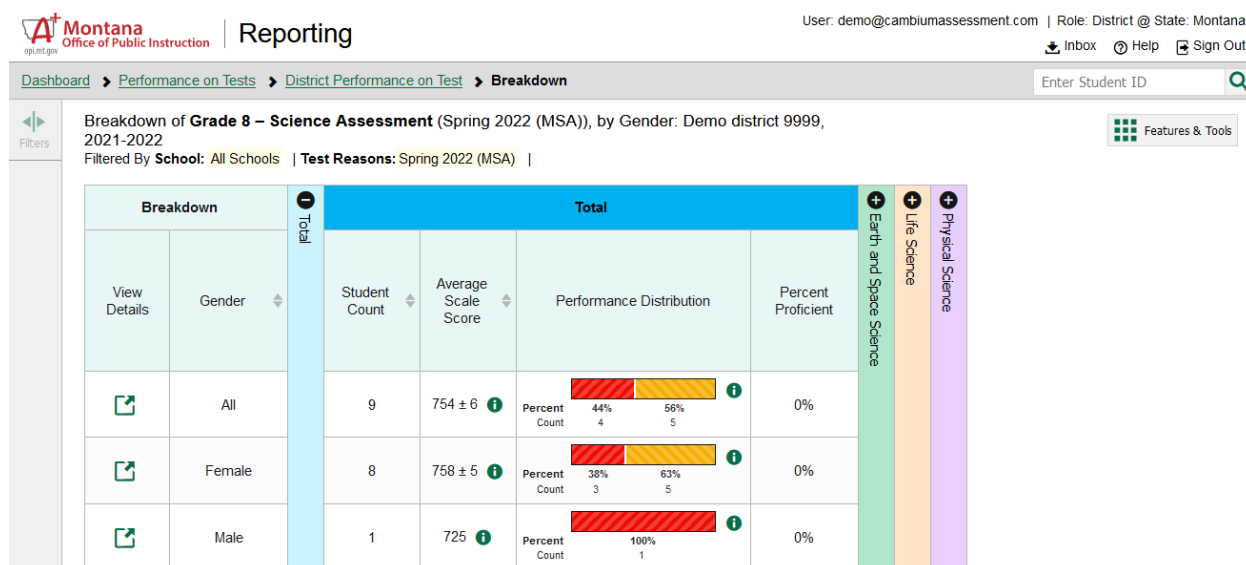 Montana
Office of Public Instruction
opi.mt.gov
Reporting
User: demo@cambiumassessment.com | Role: District @ State: Montana
Inbox Help Sign Out
Dashboard Performance on Tests District Performance on Test Breakdown
Enter Student ID
Filters
Breakdown of Grade 8 – Science Assessment (Spring 2022 (MSA)), by Gender: Demo district 9999,
2021-2022
Filtered By School: All Schools | Test Reasons: Spring 2022 (MSA) |
Features & Tools
Breakdown
Total
Total
Earth and Space Science
Life Science
Physical Science
View Details
Gender
Student Count
Average Scale Score
Performance Distribution
Percent Proficient
All 9 754 ± 6 0%
Percent 44% 56%
Count 4 5
Female 8 758 ± 5 0%
Percent 38% 63%
Count 3 5
Male 1 725 0%
Percent 100%
Count 1